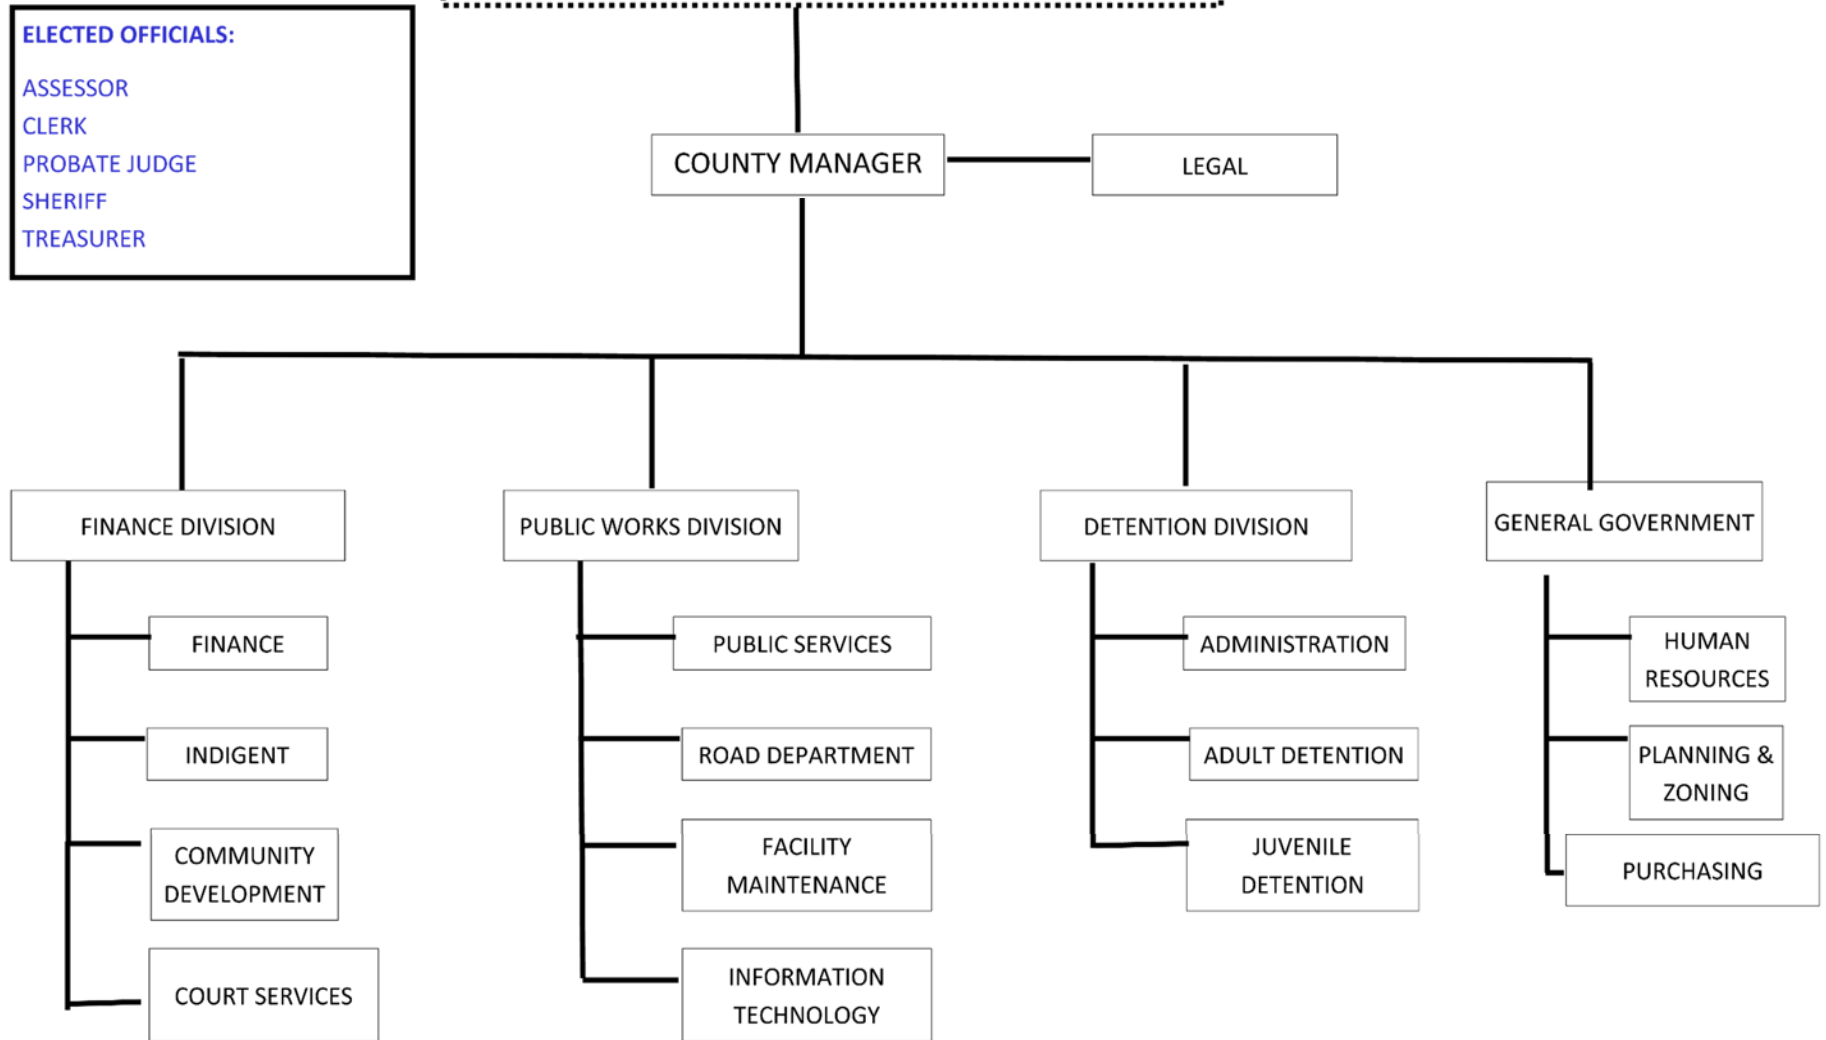 ELECTED OFFICIALS:
ASSESSOR
CLERK
PROBATE JUDGE
SHERIFF
TREASURER
COUNTY MANAGER
LEGAL
FINANCE DIVISION
PUBLIC WORKS DIVISION
DETENTION DIVISION
GENERAL GOVERNMENT
FINANCE
INDIGENT
COMMUNITY
DEVELOPMENT
COURT SERVICES
PUBLIC SERVICES
ROAD DEPARTMENT
FACILITY
MAINTENANCE
INFORMATION
TECHNOLOGY
ADMINISTRATION
ADULT DETENTION
JUVENILE
DETENTION
HUMAN
RESOURCES
PLANNING &
ZONING
PURCHASING